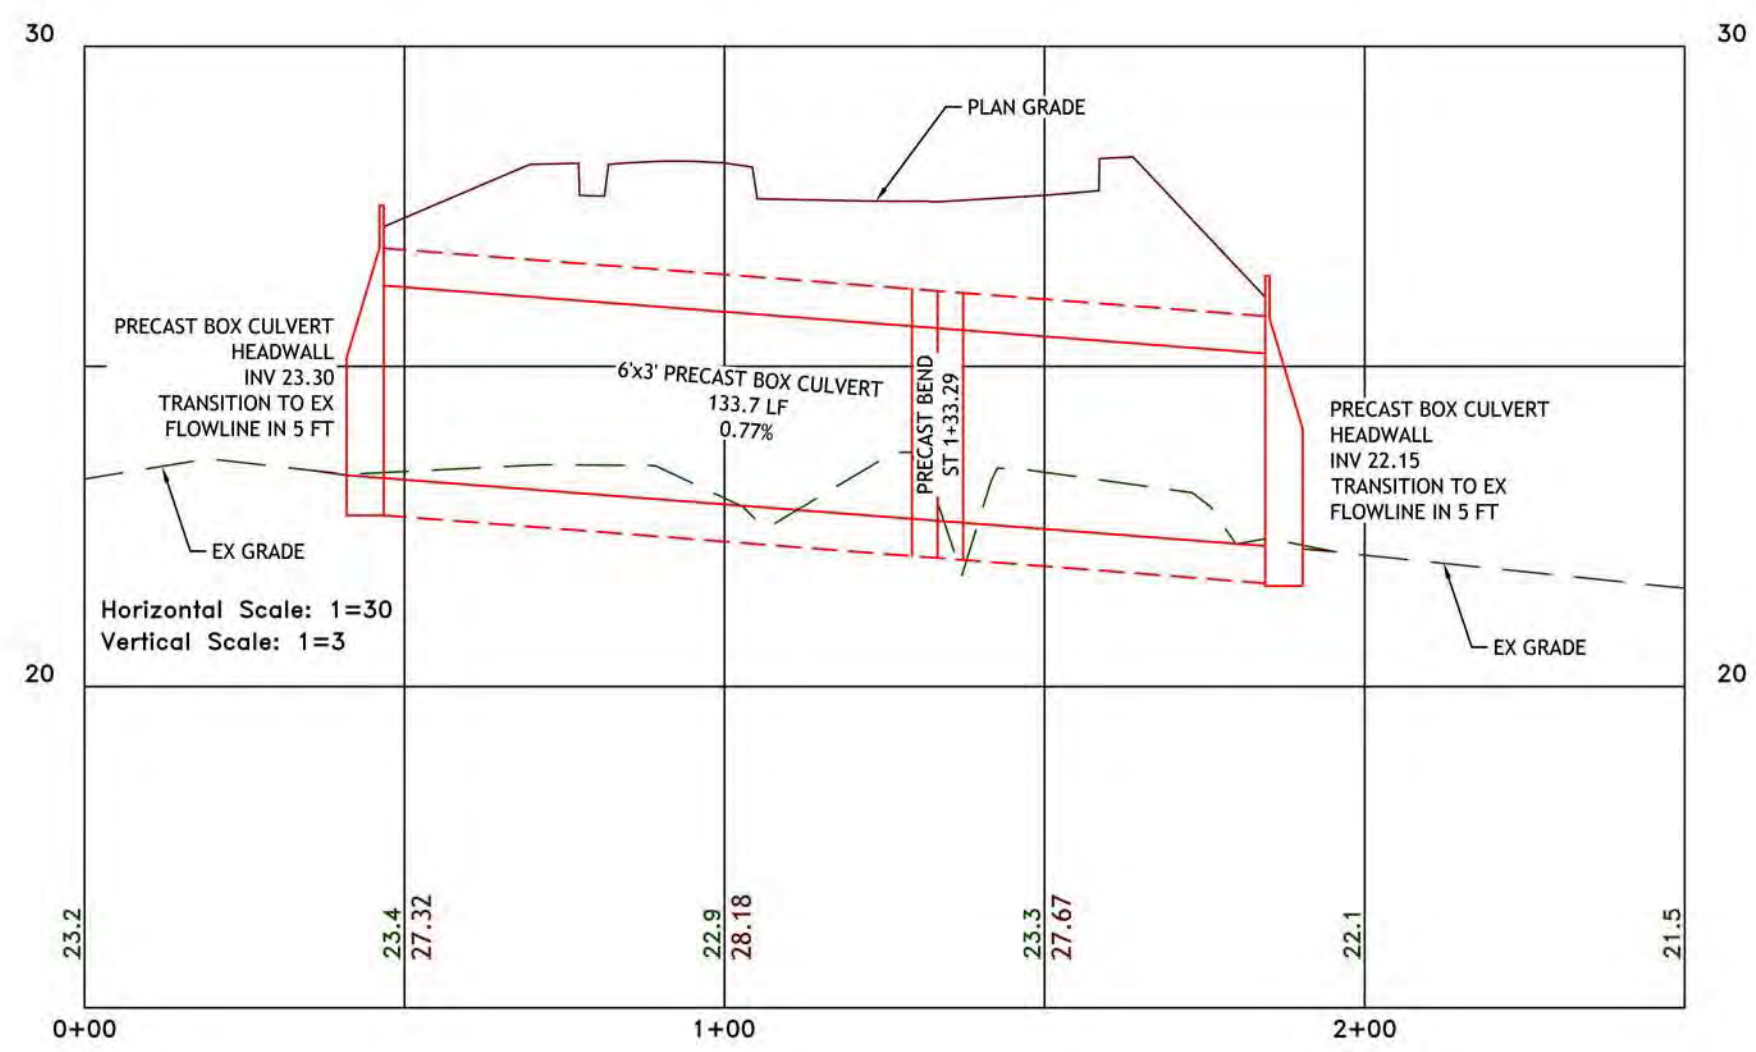 30
30
PLAN GRADE
PRECAST BOX CULVERT
HEADWALL
INV 23.30
TRANSITION TO EX
FLOWLINE IN 5 FT
6'x3' PRECAST BOX CULVERT
133.7 LF
0.77%
PRECAST BEND
ST 1+33.29
PRECAST BOX CULVERT
HEADWALL
INV 22.15
TRANSITION TO EX
FLOWLINE IN 5 FT
EX GRADE
Horizontal Scale: 1=30
Vertical Scale: 1=3
EX GRADE
20
20
23.2
23.4
27.32
22.9
28.18
23.3
27.67
22.1
21.5
0+00
1+00
2+00